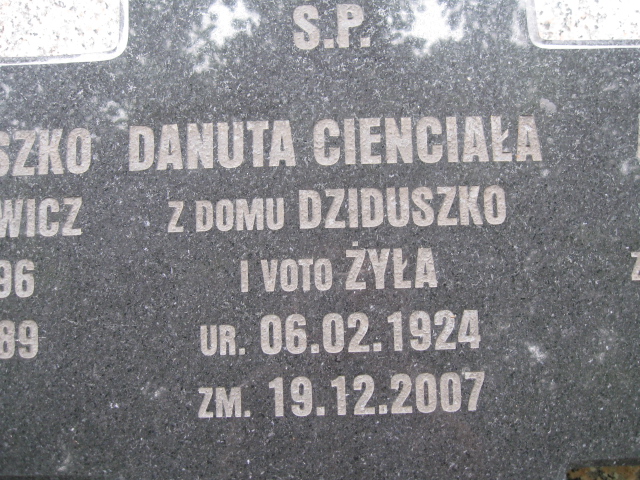 S.P.
DANUTA CIENCIAŁA
Z DOMU DZIDUSZKO
I VOTO ŻYŁA
UR. 06.02.1924
ZM. 19.12.2007
SZKO
WICZ
96
89